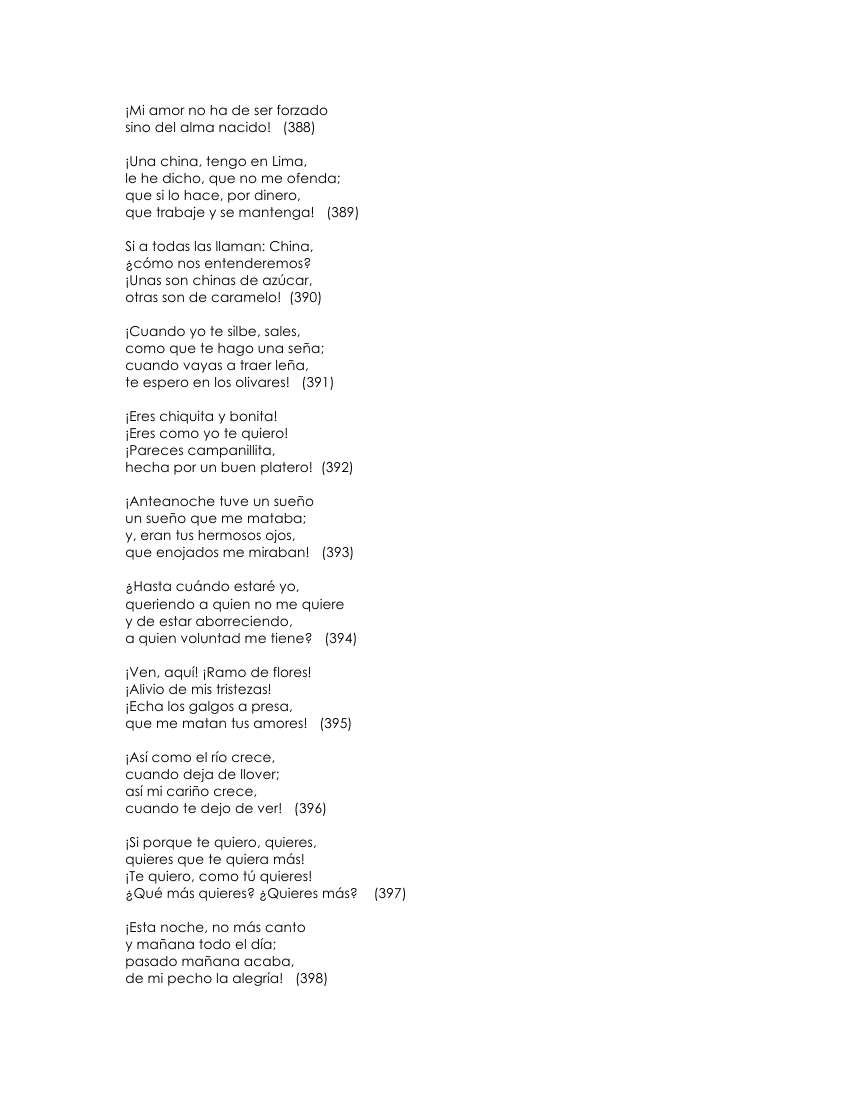 ¡Mi amor no ha de ser forzado
sino del alma nacido! (388)
¡Una china, tengo en Lima,
le he dicho, que no me ofenda;
que si lo hace, por dinero,
que trabaje y se mantenga! (389)
Si a todas las llaman: China,
¿cómo nos entenderemos?
¡Unas son chinas de azúcar,
otras son de caramelo! (390)
¡Cuando yo te silbe, sales,
como que te hago una seña;
cuando vayas a traer leña,
te espero en los olivares! (391)
¡Eres chiquita y bonita!
¡Eres como yo te quiero!
¡Pareces campanillita,
hecha por un buen platero! (392)
¡Anteanoche tuve un sueño
un sueño que me mataba;
y, eran tus hermosos ojos,
que enojados me miraban! (393)
¿Hasta cuándo estaré yo,
queriendo a quien no me quiere
y de estar aborreciendo,
a quien voluntad me tiene? (394)
¡Ven, aquí! ¡Ramo de flores!
¡Alivio de mis tristezas!
¡Echa los galgos a presa,
que me matan tus amores! (395)
¡Así como el río crece,
cuando deja de llover;
así mi cariño crece,
cuando te dejo de ver! (396)
¡Si porque te quiero, quieres,
quieres que te quiera más!
¡Te quiero, como tú quieres!
¿Qué más quieres? ¿Quieres más? (397)
¡Esta noche, no más canto
y mañana todo el día;
pasado mañana acaba,
de mi pecho la alegría! (398)